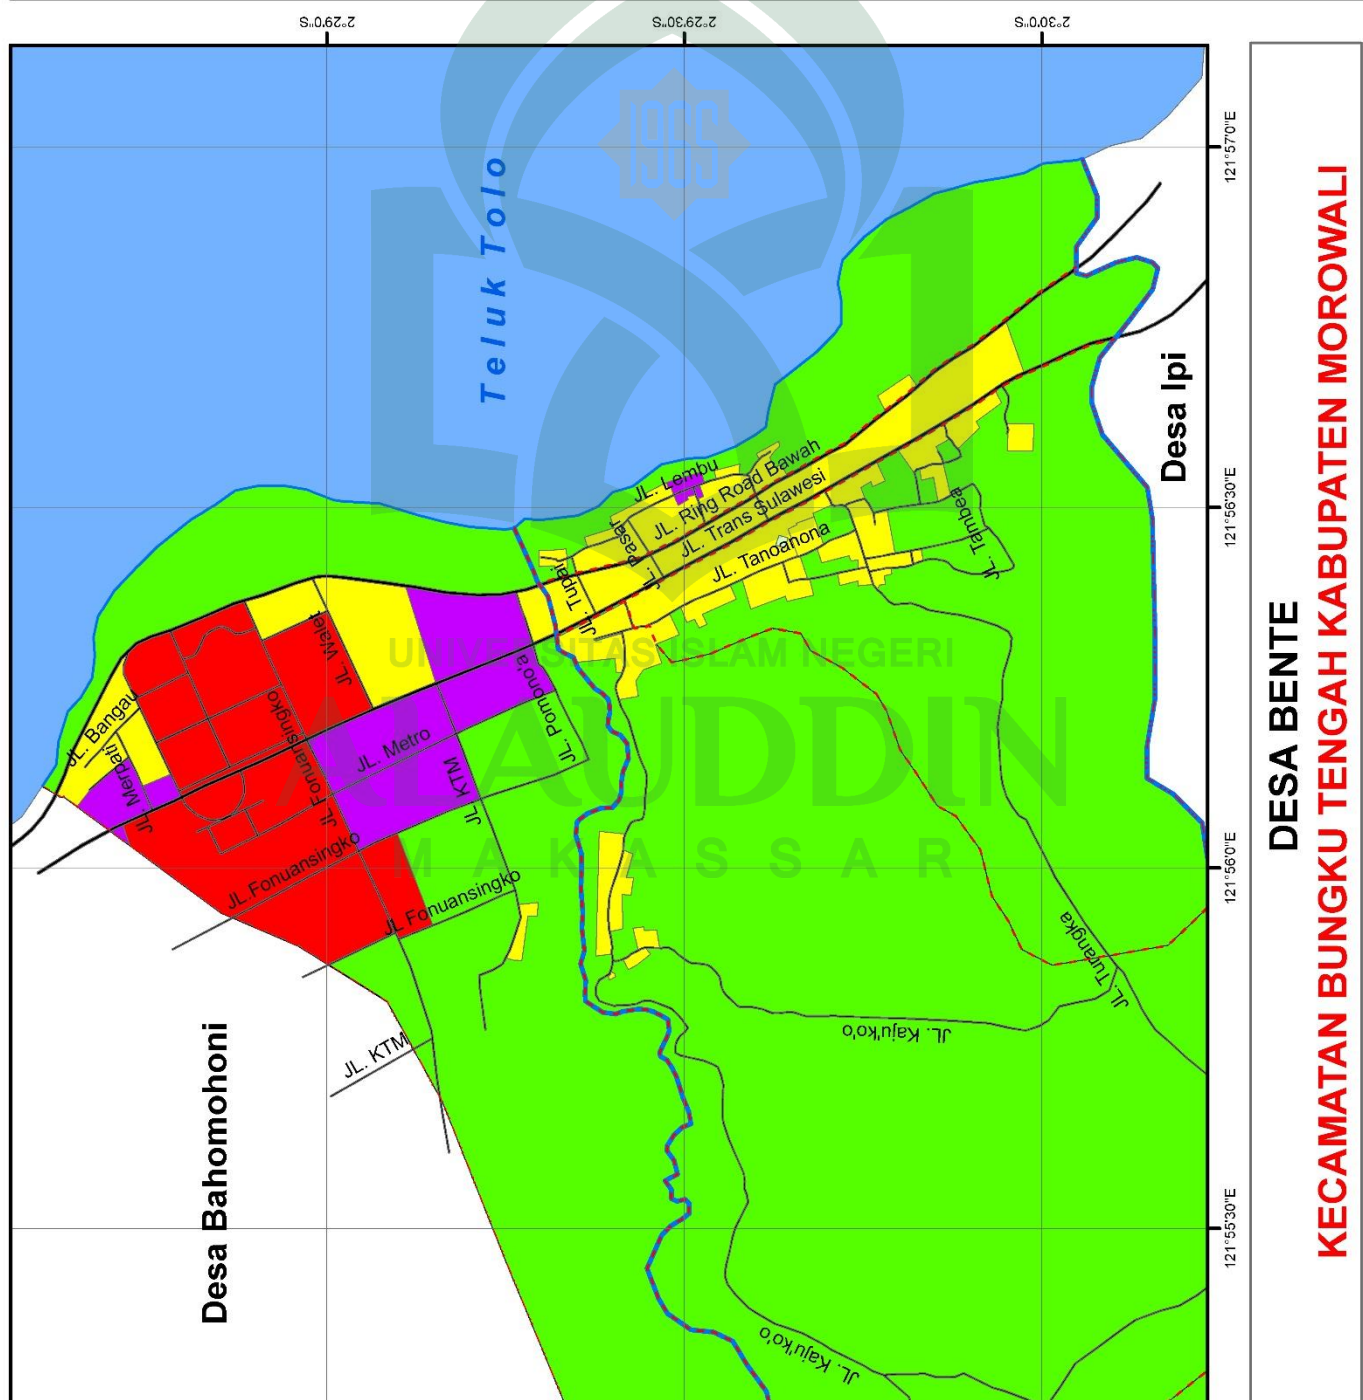 2°29'0"S
2°29'30"S
2°30'0"S
121°57'0"E
121°56'30"E
121°56'0"E
121°55'30"E
Teluk Tolo
1965
Desa Ipi
JL. Lembu
JL. Ring Road Bawah
JL. Pasar
JL. Trans Sulawesi
JL. Tanoanona
JL. Tambea
JL. Tupai
JL. Walet
JL. Bangau
JL. Merpati
JL. Fonuansingko
JL. Metro
JL. Pomono'a
JL. KTM
JL.Fonuansingko
JL Fonuansingko
JL. KTM
JL. Turangka
JL. Kaju'ko'o
JL. Kaju'ko'o
Desa Bahomohoni
UNIVERSITAS ISLAM NEGERI
ALAUDDIN
MAKASSAR
DESA BENTE
KECAMATAN BUNGKU TENGAH KABUPATEN MOROWALI